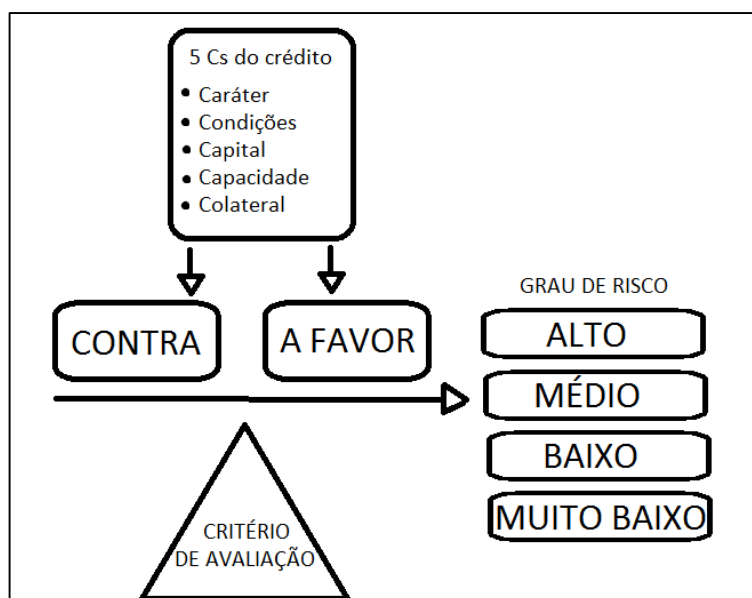 5 Cs do crédito
• Caráter
• Condições
• Capital
• Capacidade
• Colateral
CONTRA
A FAVOR
GRAU DE RISCO
ALTO
MÉDIO
BAIXO
MUITO BAIXO
CRITÉRIO
DE AVALIAÇÃO